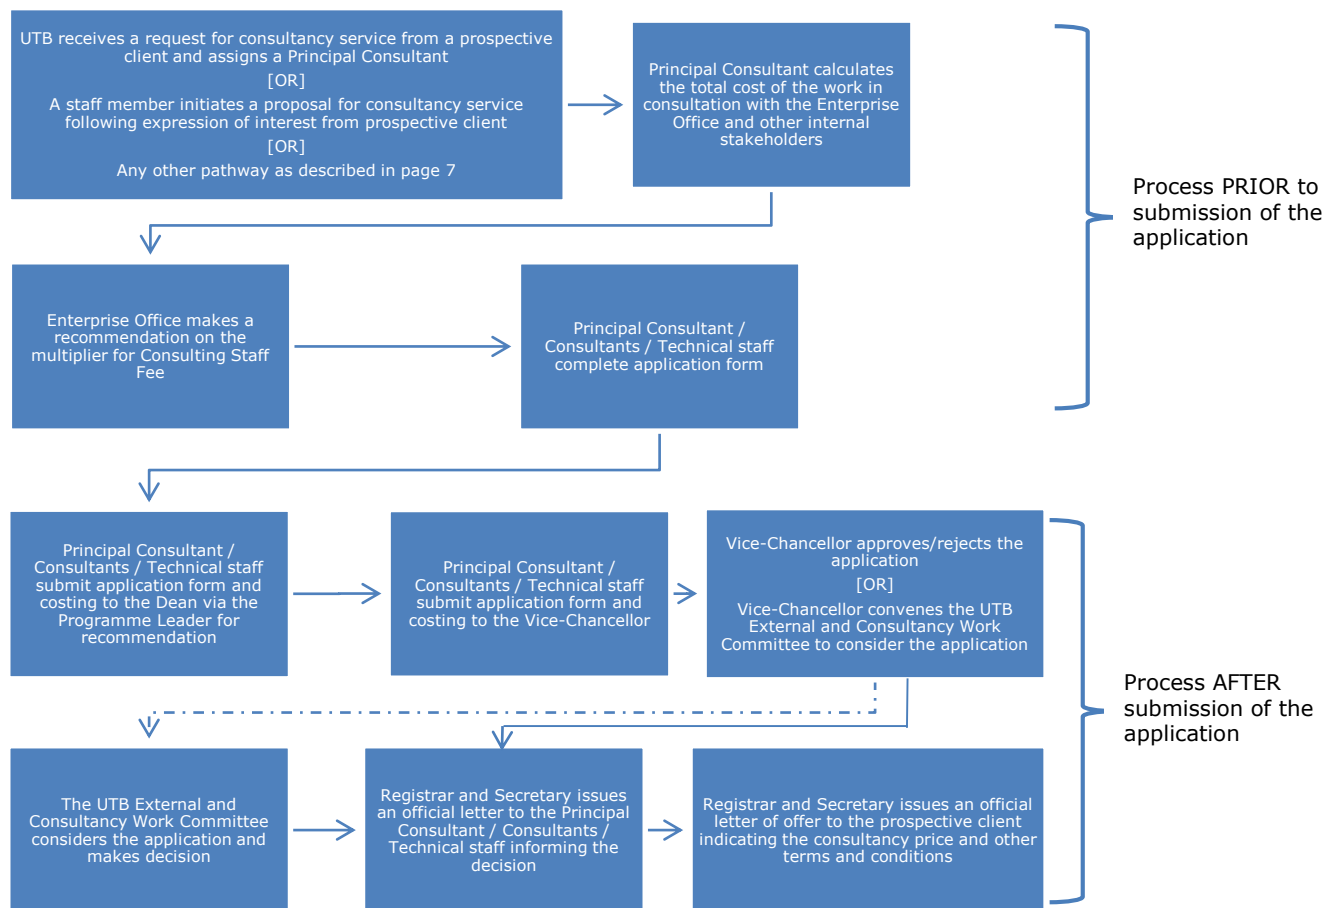 UTB receives a request for consultancy service from a prospective
client and assigns a Principal Consultant
[OR]
A staff member initiates a proposal for consultancy service
following expression of interest from prospective client
[OR]
Any other pathway as described in page 7
Principal Consultant calculates
the total cost of the work in
consultation with the Enterprise
Office and other internal
stakeholders
Process PRIOR to
submission of the
application
Enterprise Office makes a
recommendation on the
multiplier for Consulting Staff
Fee
Principal Consultant /
Consultants / Technical staff
complete application form
Principal Consultant /
Consultants / Technical staff
submit application form and
costing to the Dean via the
Programme Leader for
recommendation
Principal Consultant /
Consultants / Technical staff
submit application form and
costing to the Vice-Chancellor
Vice-Chancellor approves/rejects the
application
[OR]
Vice-Chancellor convenes the UTB
External and Consultancy Work
Committee to consider the application
Process AFTER
submission of the
application
The UTB External and
Consultancy Work Committee
considers the application and
makes decision
Registrar and Secretary issues
an official letter to the Principal
Consultant / Consultants /
Technical staff informing the
decision
Registrar and Secretary issues an official
letter of offer to the prospective client
indicating the consultancy price and other
terms and conditions